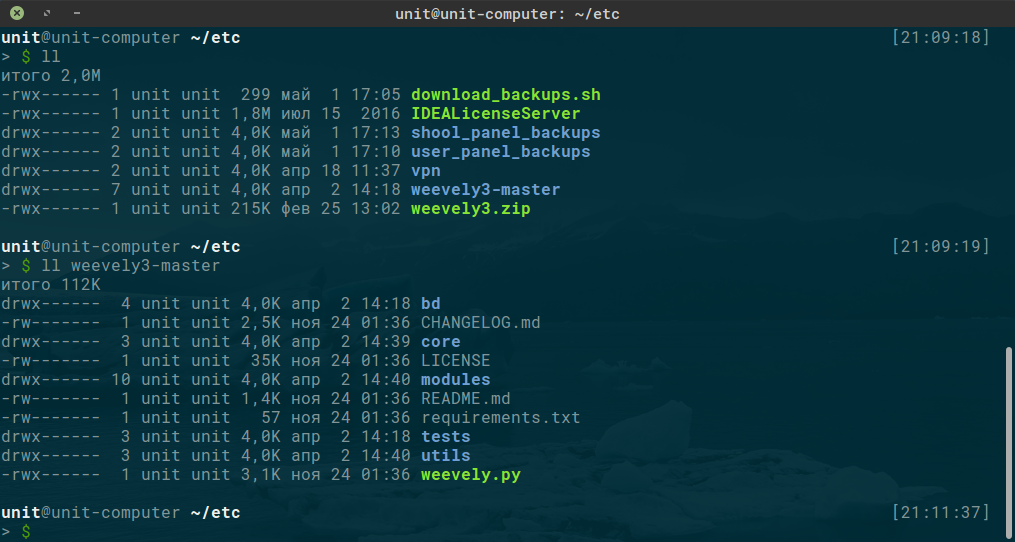 unit@unit-computer: ~/etc
unit@unit-computer ~/etc [21:09:18]
> $ ll
итого 2,0M
-rwx------ 1 unit unit  299 май  1 17:05 download_backups.sh
-rwx------ 1 unit unit 1,8M июл 15  2016 IDEALicenseServer
drwx------ 2 unit unit 4,0K май  1 17:13 shool_panel_backups
drwx------ 2 unit unit 4,0K май  1 17:10 user_panel_backups
drwx------ 2 unit unit 4,0K апр 18 11:37 vpn
drwx------ 7 unit unit 4,0K апр  2 14:18 weevely3-master
-rwx------ 1 unit unit 215K фев 25 13:02 weevely3.zip
unit@unit-computer ~/etc [21:09:19]
> $ ll weevely3-master
итого 112K
drwx------  4 unit unit 4,0K апр  2 14:18 bd
-rw-------  1 unit unit 2,5K ноя 24 01:36 CHANGELOG.md
drwx------  3 unit unit 4,0K апр  2 14:39 core
-rw-------  1 unit unit  35K ноя 24 01:36 LICENSE
drwx------ 10 unit unit 4,0K апр  2 14:40 modules
-rw-------  1 unit unit 1,4K ноя 24 01:36 README.md
-rw-------  1 unit unit   57 ноя 24 01:36 requirements.txt
drwx------  3 unit unit 4,0K апр  2 14:18 tests
drwx------  3 unit unit 4,0K апр  2 14:40 utils
-rwx------  1 unit unit 3,1K ноя 24 01:36 weevely.py
unit@unit-computer ~/etc [21:11:37]
> $